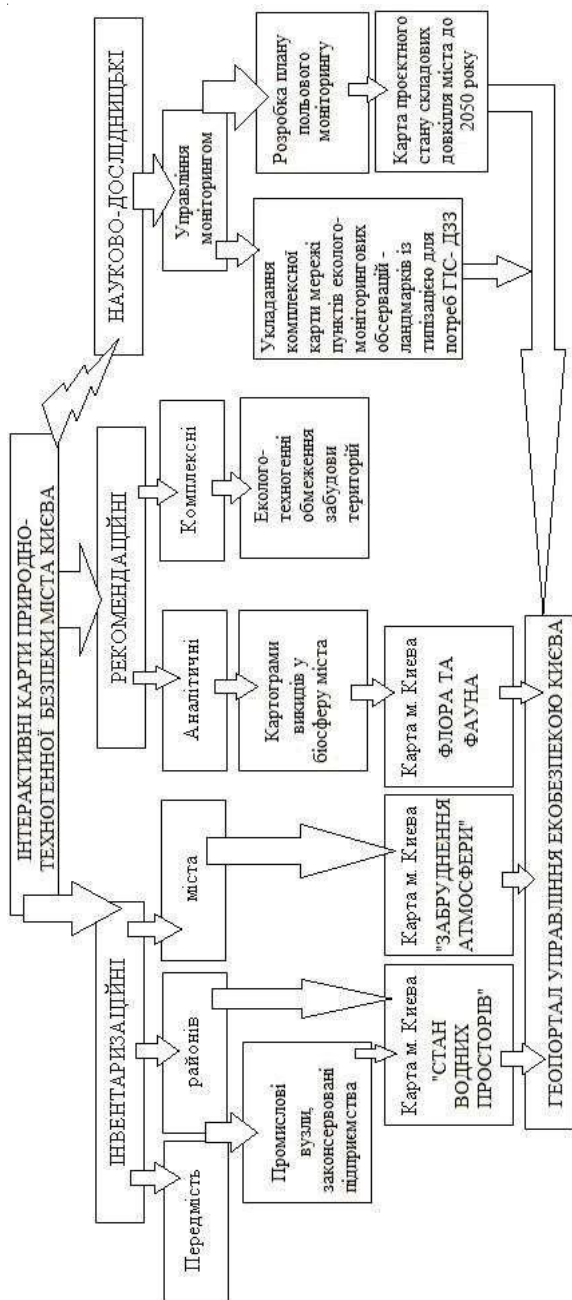 ІНТЕРАКТИВНІ КАРТИ ПРИРОДНО-
ТЕХНОГЕННОЇ БЕЗПЕКИ МІСТА КИЄВА
ІНВЕНТАРИЗАЦІЙНІ
РЕКОМЕНДАЦІЙНІ
НАУКОВО-ДОСЛІДНИЦЬКІ
Передмість
районів
міста
Аналітичні
Комплексні
Управління
моніторингом
Промислові
вузли,
законсервовані
підприємства
Картограми
викидів у
біосферу міста
Еколого-
техногенні
обмеження
забудови
територій
Укладання
комплексної
карти мережі
пунктів еколого-
моніторингових
обсервацій -
ландмарків із
типізацією для
потреб ГІС- ДЗЗ
Розробка плану
польового
моніторингу
Карта проєктного
стану складових
довкілля міста до
2050 року
Карта м. Києва
"СТАН
ВОДНИХ
ПРОСТОРІВ"
Карта м. Києва
"ЗАБРУДНЕННЯ
АТМОСФЕРИ"
Карта м. Києва
ФЛОРА ТА
ФАУНА
ГЕОПОРТАЛ УПРАВЛІННЯ ЕКОБЕЗПЕКОЮ КИЄВА